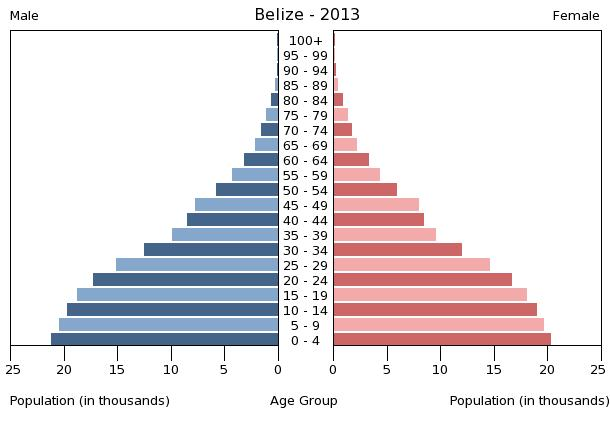 Belize - 2013
Male
Female
100+
95 - 99
90 - 94
85 - 89
80 - 84
75 - 79
70 - 74
65 - 69
60 - 64
55 - 59
50 - 54
45 - 49
40 - 44
35 - 39
30 - 34
25 - 29
20 - 24
15 - 19
10 - 14
5 - 9
0 - 4
25 20 15 10 5 0 0 5 10 15 20 25
Population (in thousands) Age Group Population (in thousands)